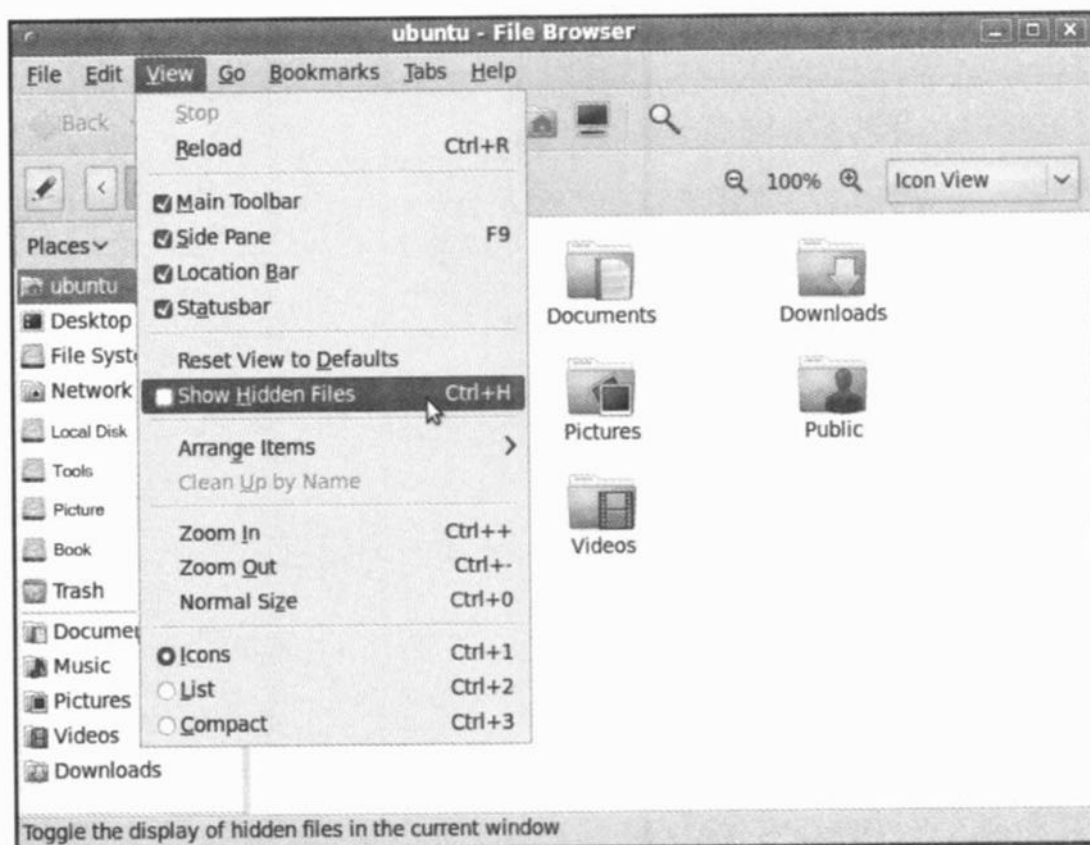 ubuntu - File Browser
File Edit View Go Bookmarks Tabs Help
Back
Stop
Reload Ctrl+R
100% Icon View
Main Toolbar
Side Pane F9
Location Bar
Statusbar
Reset View to Defaults
Show Hidden Files Ctrl+H
Arrange Items
Clean Up by Name
Zoom In Ctrl++
Zoom Out Ctrl+-
Normal Size Ctrl+0
Icons Ctrl+1
List Ctrl+2
Compact Ctrl+3
Places
ubuntu
Desktop
File Syst
Network
Local Disk
Tools
Picture
Book
Trash
Documen
Music
Pictures
Videos
Downloads
Documents Downloads
Pictures Public
Videos
Toggle the display of hidden files in the current window